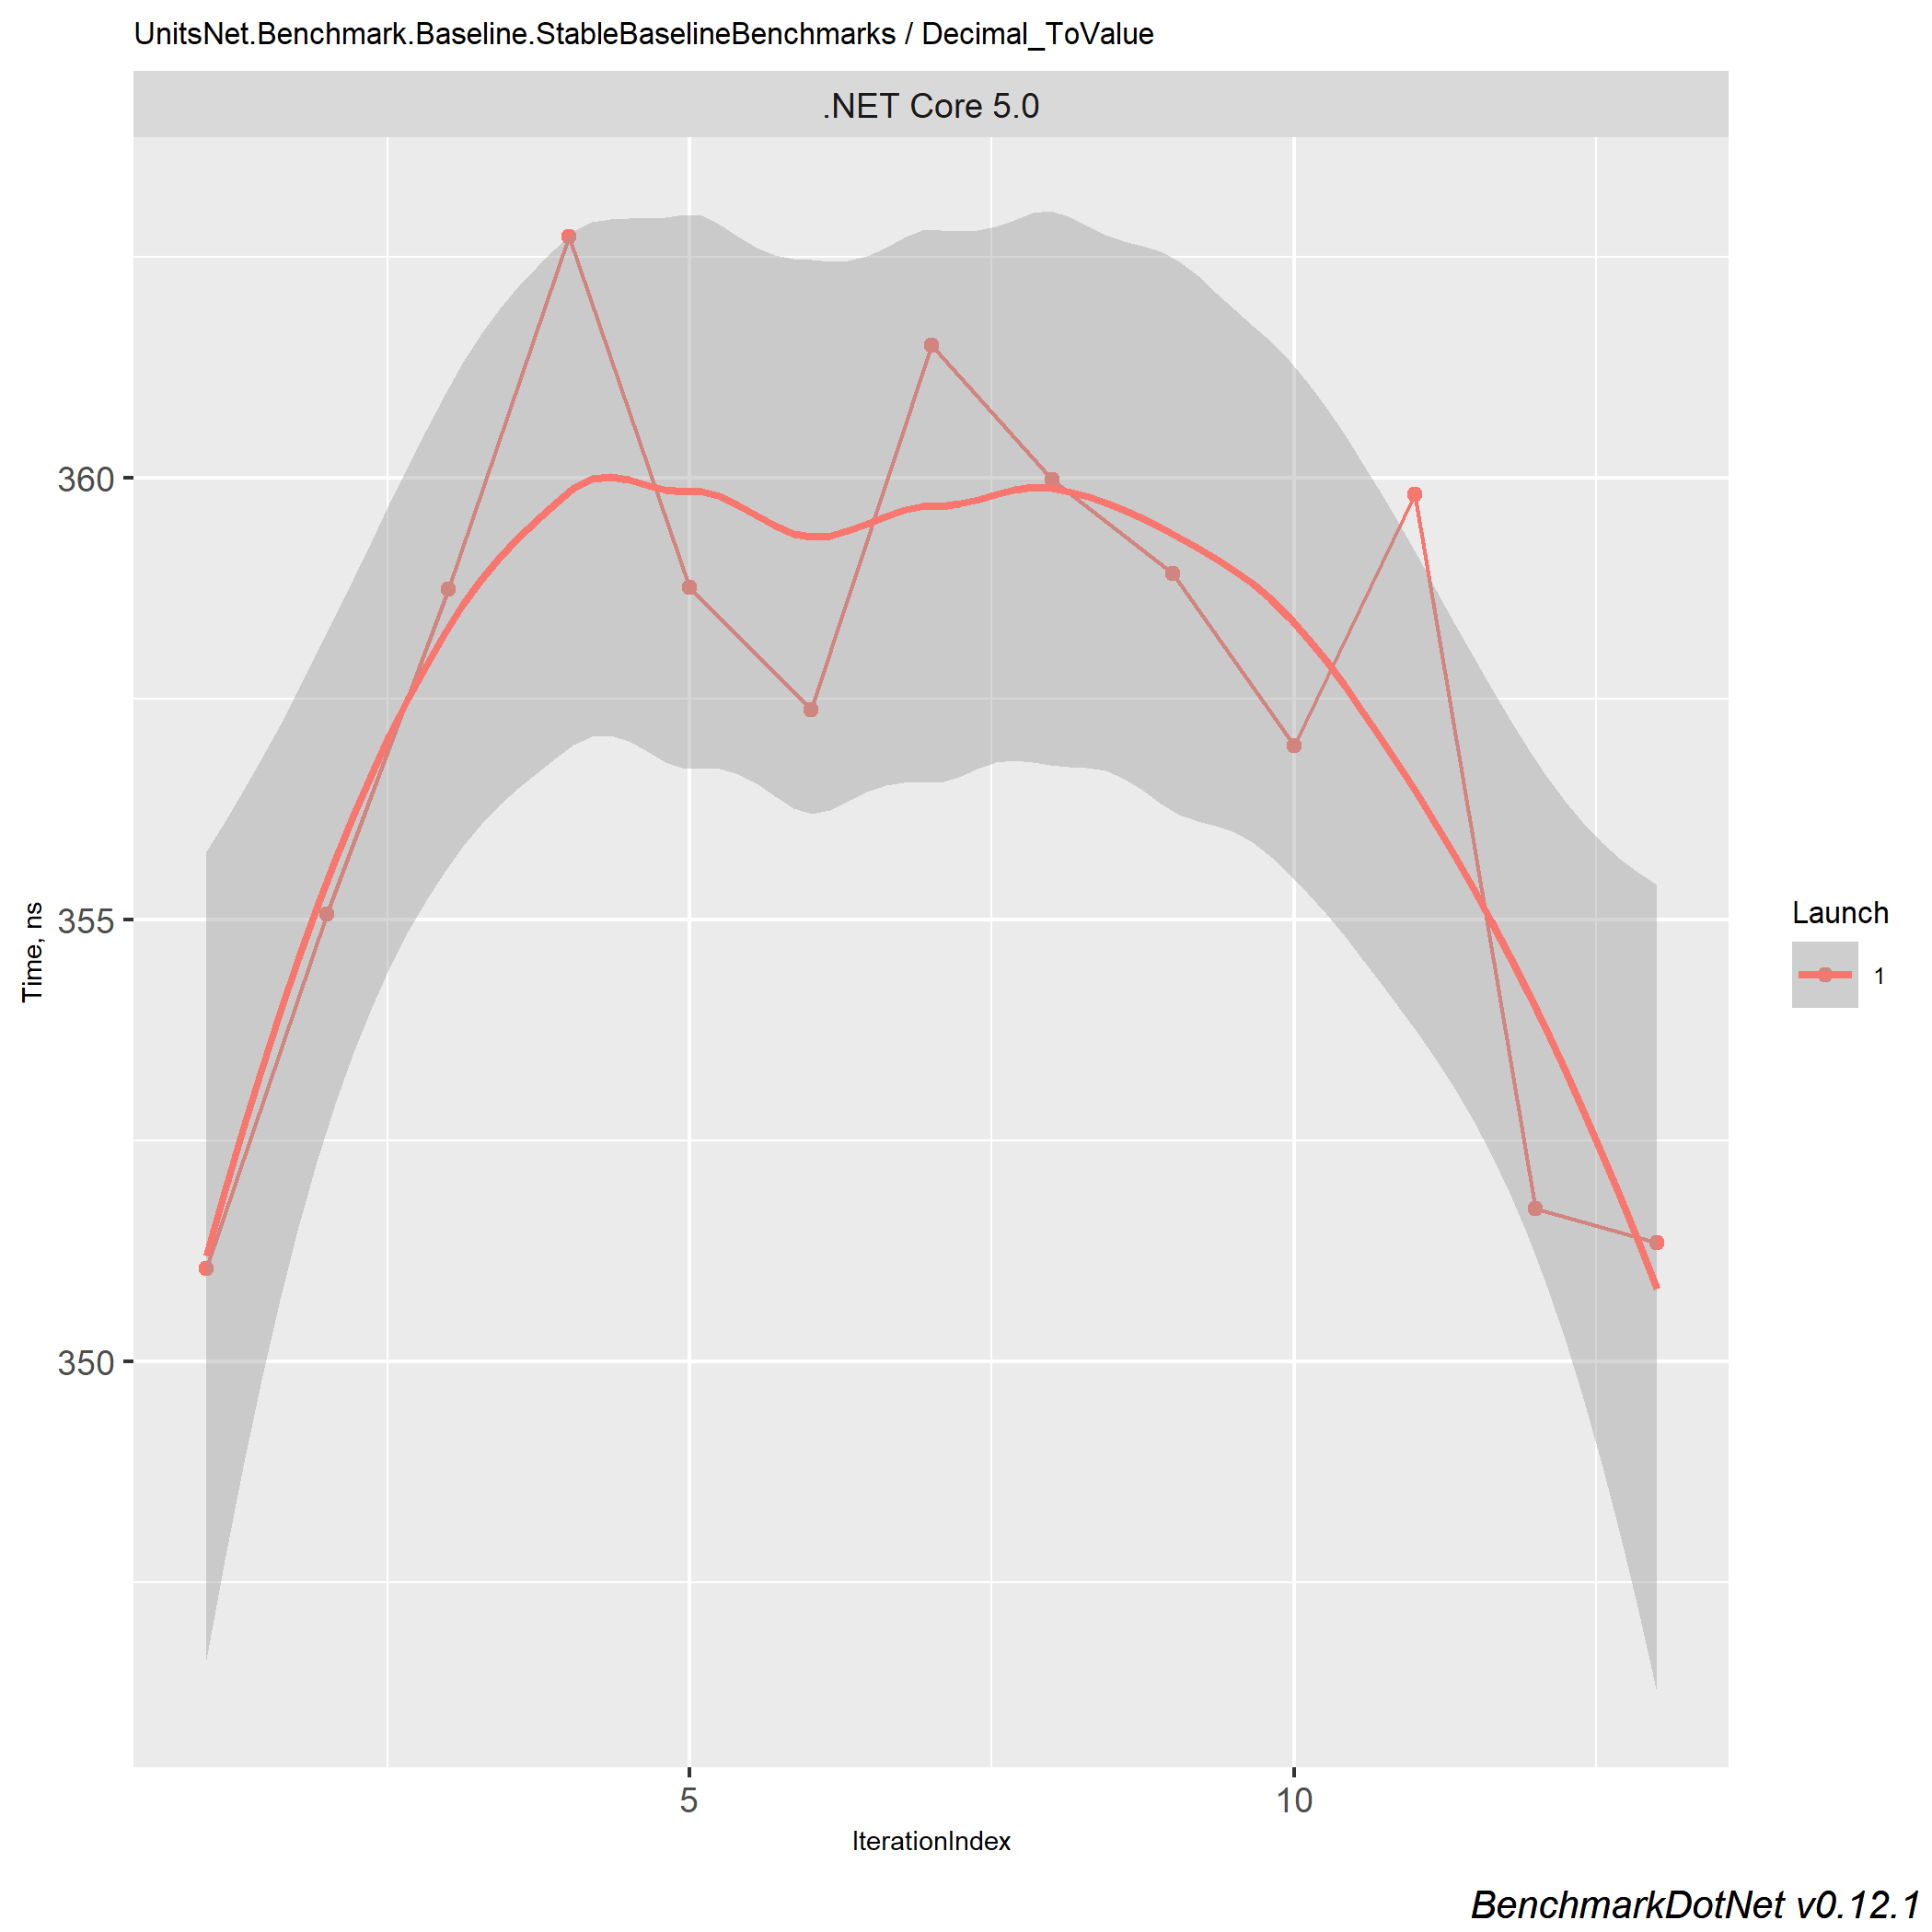 UnitsNet.Benchmark.Baseline.StableBaselineBenchmarks / Decimal_ToValue
.NET Core 5.0
360
355
350
Time, ns
5
10
IterationIndex
Launch
1
BenchmarkDotNet v0.12.1